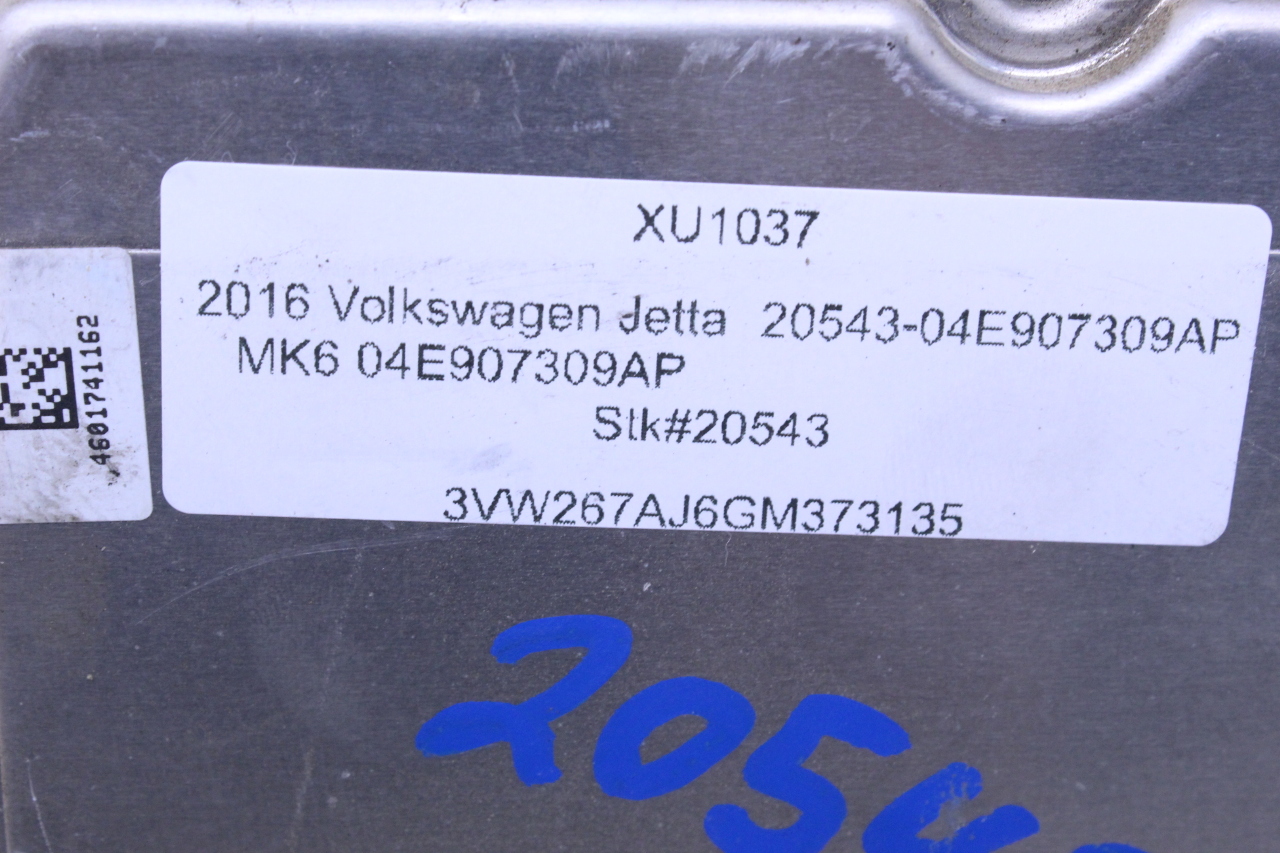 XU1037
2016 Volkswagen Jetta 20543-04E907309AP
MK6 04E907309AP
Stk#20543
3VW267AJ6GM373135
4601741162